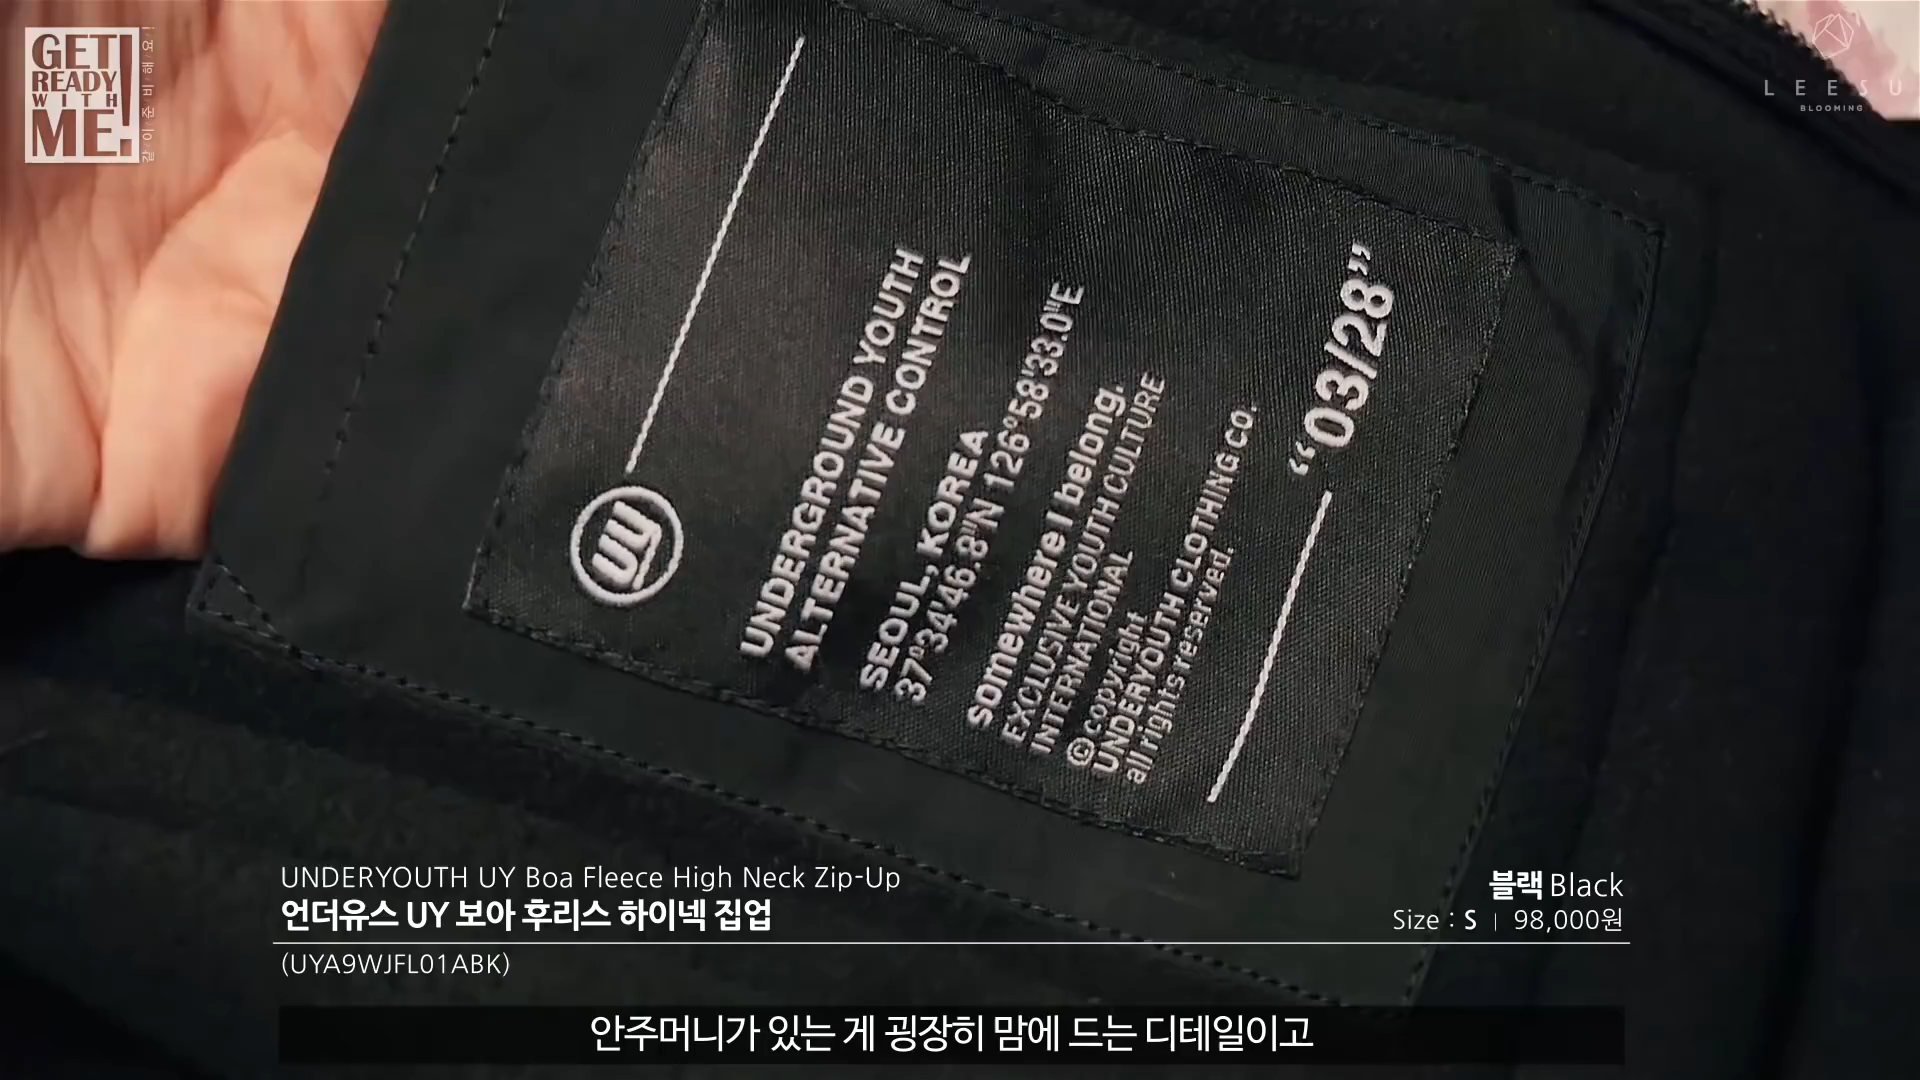 GET
READY
WITH
ME!
같이 준비해요!
LEESU
BLOOMING
UY
UNDERGROUND YOUTH
ALTERNATIVE CONTROL
SEOUL, KOREA
37º34'46.8"N 126º58'33.0"E
somewhere I belong.
EXCLUSIVE YOUTH CULTURE
INTERNATIONAL
© copyright
UNDERYOUTH CLOTHING CO.
all rights reserved.
“03/28”
UNDERYOUTH UY Boa Fleece High Neck Zip-Up
언더유스 UY 보아 후리스 하이넥 집업
(UYA9WJFL01ABK)
블랙 Black
Size : S | 98,000원
안주머니가 있는 게 굉장히 맘에 드는 디테일이고